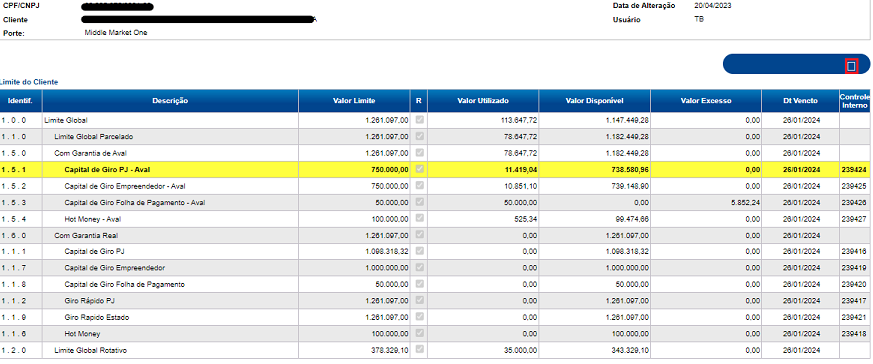 CPF/CNPJ Data de Alteração 20/04/2023
Cliente A Usuário TB
Porte: Middle Market One
Limite do Cliente
Identif. Descrição Valor Limite R Valor Utilizado Valor Disponível Valor Excesso Dt Vencto Controle Interno
1.0.0 Limite Global 1.261.097,00 113.647,72 1.147.449,28 0,00 26/01/2024
1.1.0 Limite Global Parcelado 1.261.097,00 78.647,72 1.182.449,28 0,00 26/01/2024
1.5.0 Com Garantia de Aval 1.261.097,00 78.647,72 1.182.449,28 0,00 26/01/2024
1.5.1 Capital de Giro PJ - Aval 750.000,00 11.419,04 738.580,96 0,00 26/01/2024 239424
1.5.2 Capital de Giro Empreendedor - Aval 750.000,00 10.851,10 739.148,90 0,00 26/01/2024 239425
1.5.3 Capital de Giro Folha de Pagamento - Aval 50.000,00 50.000,00 0,00 5.852,24 26/01/2024 239426
1.5.4 Hot Money - Aval 100.000,00 525,34 99.474,66 0,00 26/01/2024 239427
1.6.0 Com Garantia Real 1.261.097,00 0,00 1.261.097,00 0,00 26/01/2024
1.1.1 Capital de Giro PJ 1.098.318,32 0,00 1.098.318,32 0,00 26/01/2024 239416
1.1.7 Capital de Giro Empreendedor 1.000.000,00 0,00 1.000.000,00 0,00 26/01/2024 239419
1.1.8 Capital de Giro Folha de Pagamento 50.000,00 0,00 50.000,00 0,00 26/01/2024 239420
1.1.2 Giro Rápido PJ 1.261.097,00 0,00 1.261.097,00 0,00 26/01/2024 239417
1.1.9 Giro Rapido Estado 1.261.097,00 0,00 1.261.097,00 0,00 26/01/2024 239421
1.1.6 Hot Money 100.000,00 0,00 100.000,00 0,00 26/01/2024 239418
1.2.0 Limite Global Rotativo 378.329,10 35.000,00 343.329,10 0,00 26/01/2024